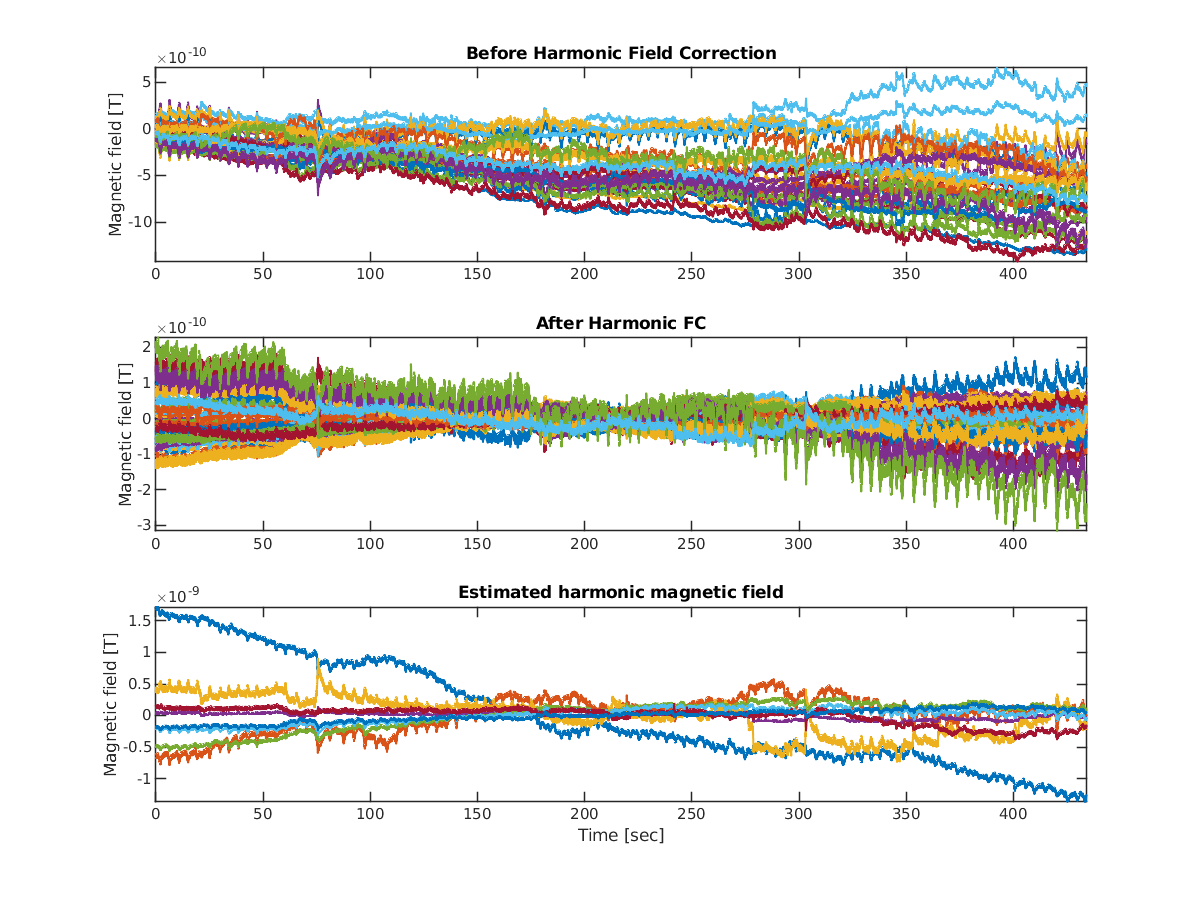 Before Harmonic Field Correction
×10^-10
Magnetic field [T]
5
0
-5
-10
0 50 100 150 200 250 300 350 400
After Harmonic FC
×10^-10
Magnetic field [T]
2
1
0
-1
-2
-3
0 50 100 150 200 250 300 350 400
Estimated harmonic magnetic field
×10^-9
Magnetic field [T]
1.5
1
0.5
0
-0.5
-1
0 50 100 150 200 250 300 350 400
Time [sec]